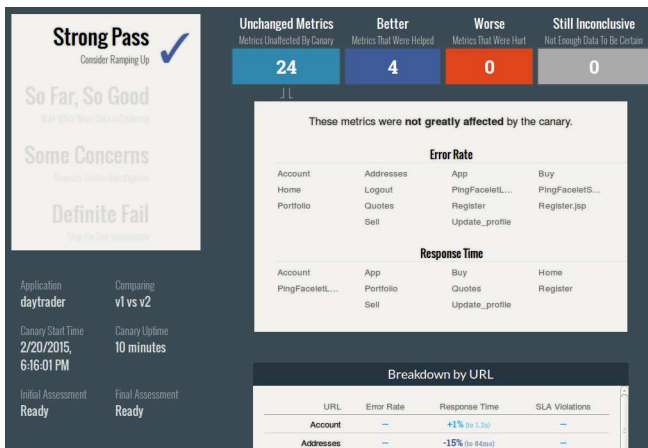 Strong Pass
Consider Ramping Up
So Far, So Good
Some Concerns
Definite Fail
Application
daytrader
Comparing
v1 vs v2
Canary Start Time
2/20/2015,
6:16:01 PM
Canary Uptime
10 minutes
Initial Assessment
Ready
Final Assessment
Ready
Unchanged Metrics
Metrics Unaffected By Canary
24
Better
Metrics That Were Helped
4
Worse
Metrics That Were Hurt
0
Still Inconclusive
Not Enough Data To Be Certain
0
These metrics were not greatly affected by the canary.
Error Rate
Account Addresses App Buy
Home Logout PingFaceletL... PingFaceletS...
Portfolio Quotes Register Register.jsp
Sell Update_profile
Response Time
Account App Buy Home
PingFaceletL... Portfolio Quotes Register
Sell Update_profile
Breakdown by URL
URL Error Rate Response Time SLA Violations
Account – +1% (to 1.2s) –
Addresses – -15% (to 84ms) –